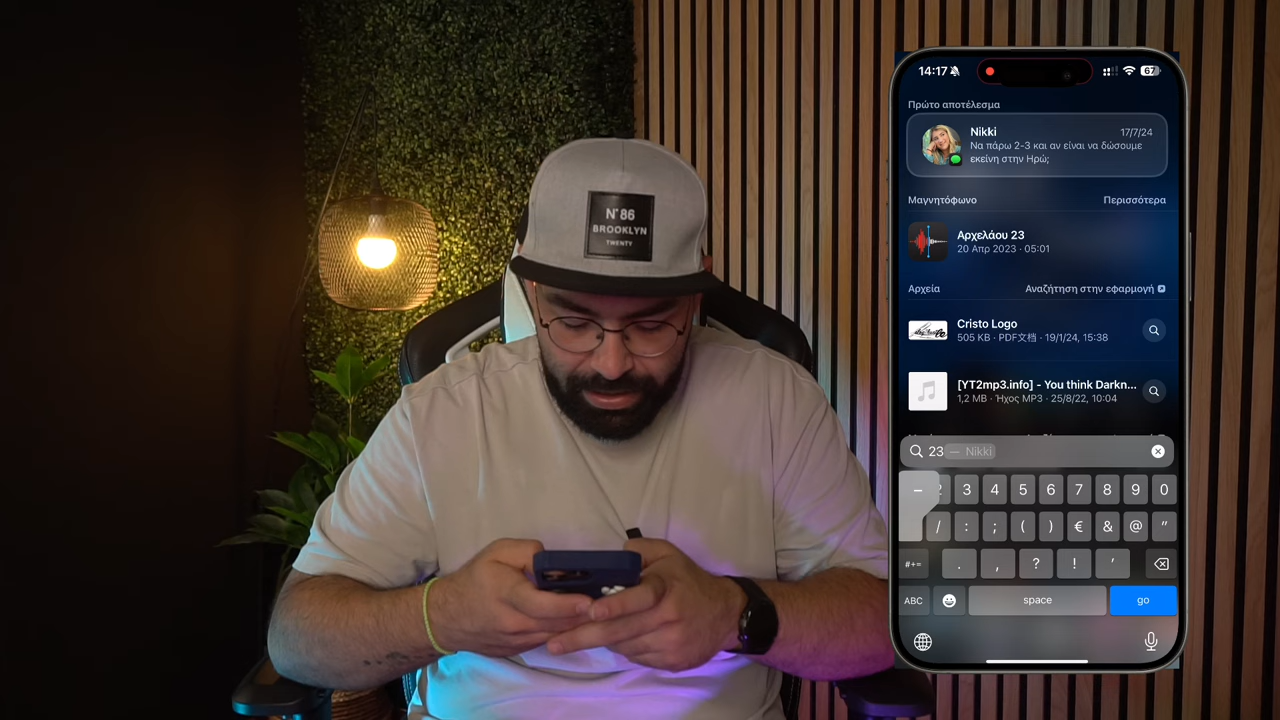 N°86
BROOKLYN
TWENTY
14:17
67
Πρώτο αποτέλεσμα
Nikki
17/7/24
Να πάρω 2-3 και αν είναι να δώσουμε
εκείνη στην Ηρώ;
Μαγνητόφωνο
Περισσότερα
Αρχελάου 23
20 Απρ 2023 · 05:01
Αρχεία
Αναζήτηση στην εφαρμογή
Cristo Logo
505 KB · PDF文档 · 19/1/24, 15:38
[YT2mp3.info] - You think Darkn...
1,2 MB · Ήχος MP3 · 25/8/22, 10:04
23 — Nikki
- 2 3 4 5 6 7 8 9 0
/ : ; ( ) € & @ "
#+= . , ? ! ’
ABC space go